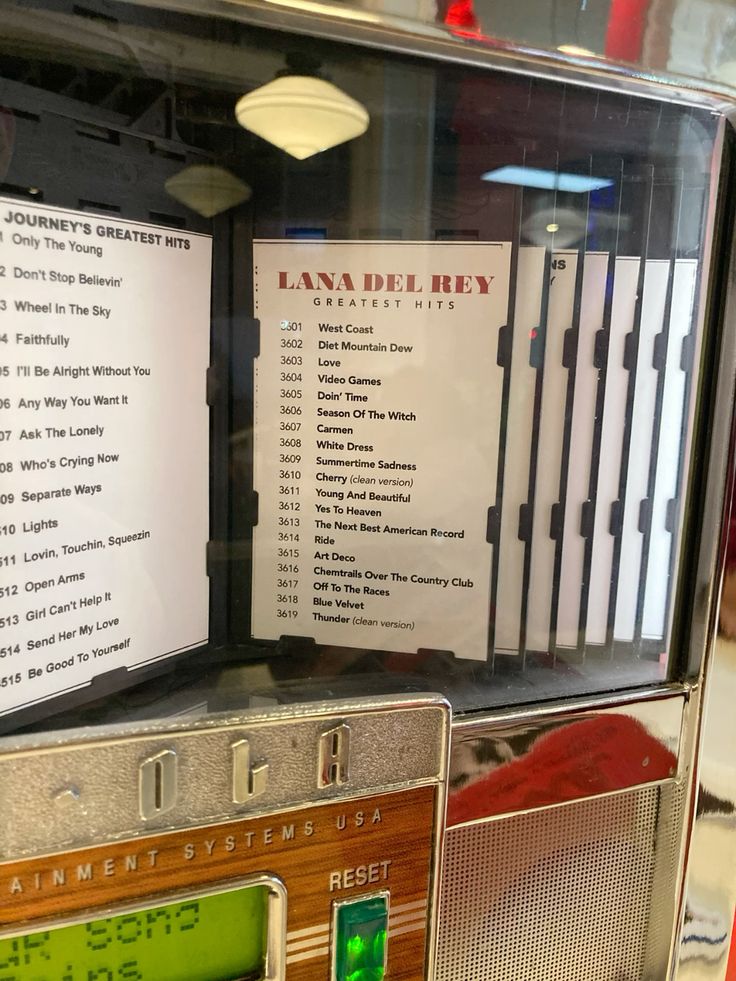 JOURNEY'S GREATEST HITS
1 Only The Young
2 Don't Stop Believin'
3 Wheel In The Sky
04 Faithfully
05 I'll Be Alright Without You
06 Any Way You Want It
07 Ask The Lonely
08 Who's Crying Now
09 Separate Ways
510 Lights
511 Lovin, Touchin, Squeezin
512 Open Arms
513 Girl Can't Help It
514 Send Her My Love
515 Be Good To Yourself
LANA DEL REY
GREATEST HITS
3601 West Coast
3602 Diet Mountain Dew
3603 Love
3604 Video Games
3605 Doin' Time
3606 Season Of The Witch
3607 Carmen
3608 White Dress
3609 Summertime Sadness
3610 Cherry (clean version)
3611 Young And Beautiful
3612 Yes To Heaven
3613 The Next Best American Record
3614 Ride
3615 Art Deco
3616 Chemtrails Over The Country Club
3617 Off To The Races
3618 Blue Velvet
3619 Thunder (clean version)
NS
Y
-OLA
AINMENT SYSTEMS USA
RESET
UR Song